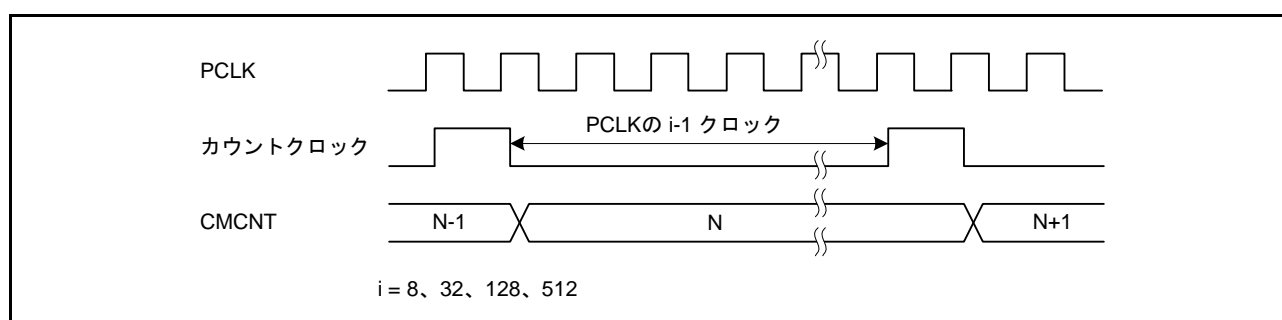 PCLK
カウントクロック
PCLKの i-1 クロック
CMCNT
N-1
N
N+1
i = 8、32、128、512